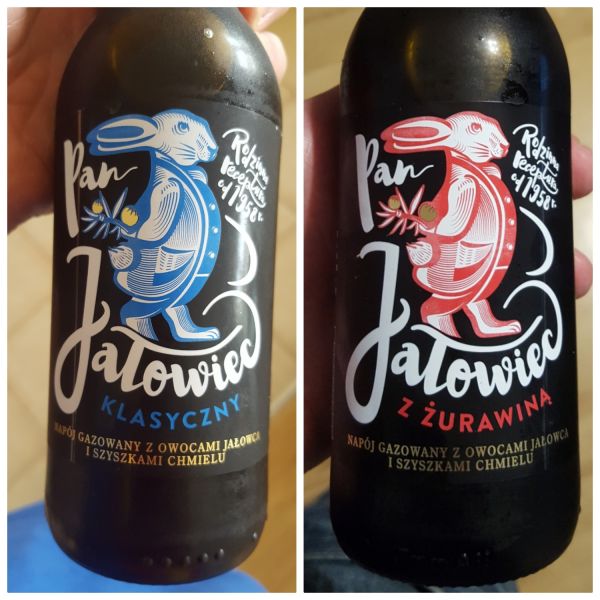 Pan
Rodzinna
receptura
od 1958 r.
Jałowiec
KLASYCZNY
NAPÓJ GAZOWANY Z OWOCAMI JAŁOWCA
I SZYSZKAMI CHMIELU
Pan
Rodzinna
receptura
od 1958 r.
Jałowiec
Z ŻURAWINĄ
NAPÓJ GAZOWANY Z OWOCAMI JAŁOWCA
I SZYSZKAMI CHMIELU